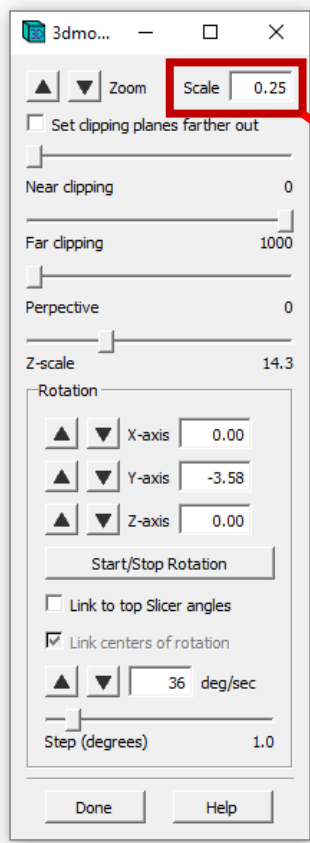 3dmo...
Zoom Scale 0.25
Set clipping planes farther out
Near clipping 0
Far clipping 1000
Perpective 0
Z-scale 14.3
Rotation
X-axis 0.00
Y-axis -3.58
Z-axis 0.00
Start/Stop Rotation
Link to top Slicer angles
Link centers of rotation
36 deg/sec
Step (degrees) 1.0
Done Help